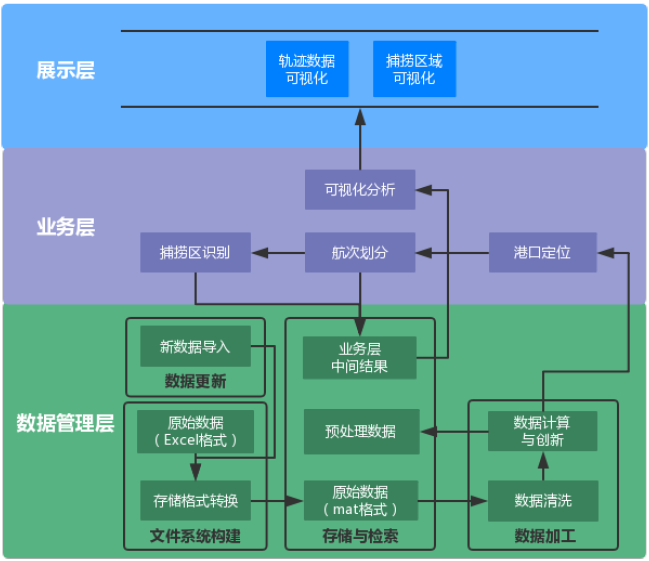 展示层
轨迹数据
可视化
捕捞区域
可视化
业务层
可视化分析
捕捞区识别
航次划分
港口定位
数据管理层
新数据导入
数据更新
原始数据
（Excel格式）
存储格式转换
文件系统构建
业务层
中间结果
预处理数据
原始数据
（mat格式）
存储与检索
数据计算
与创新
数据清洗
数据加工